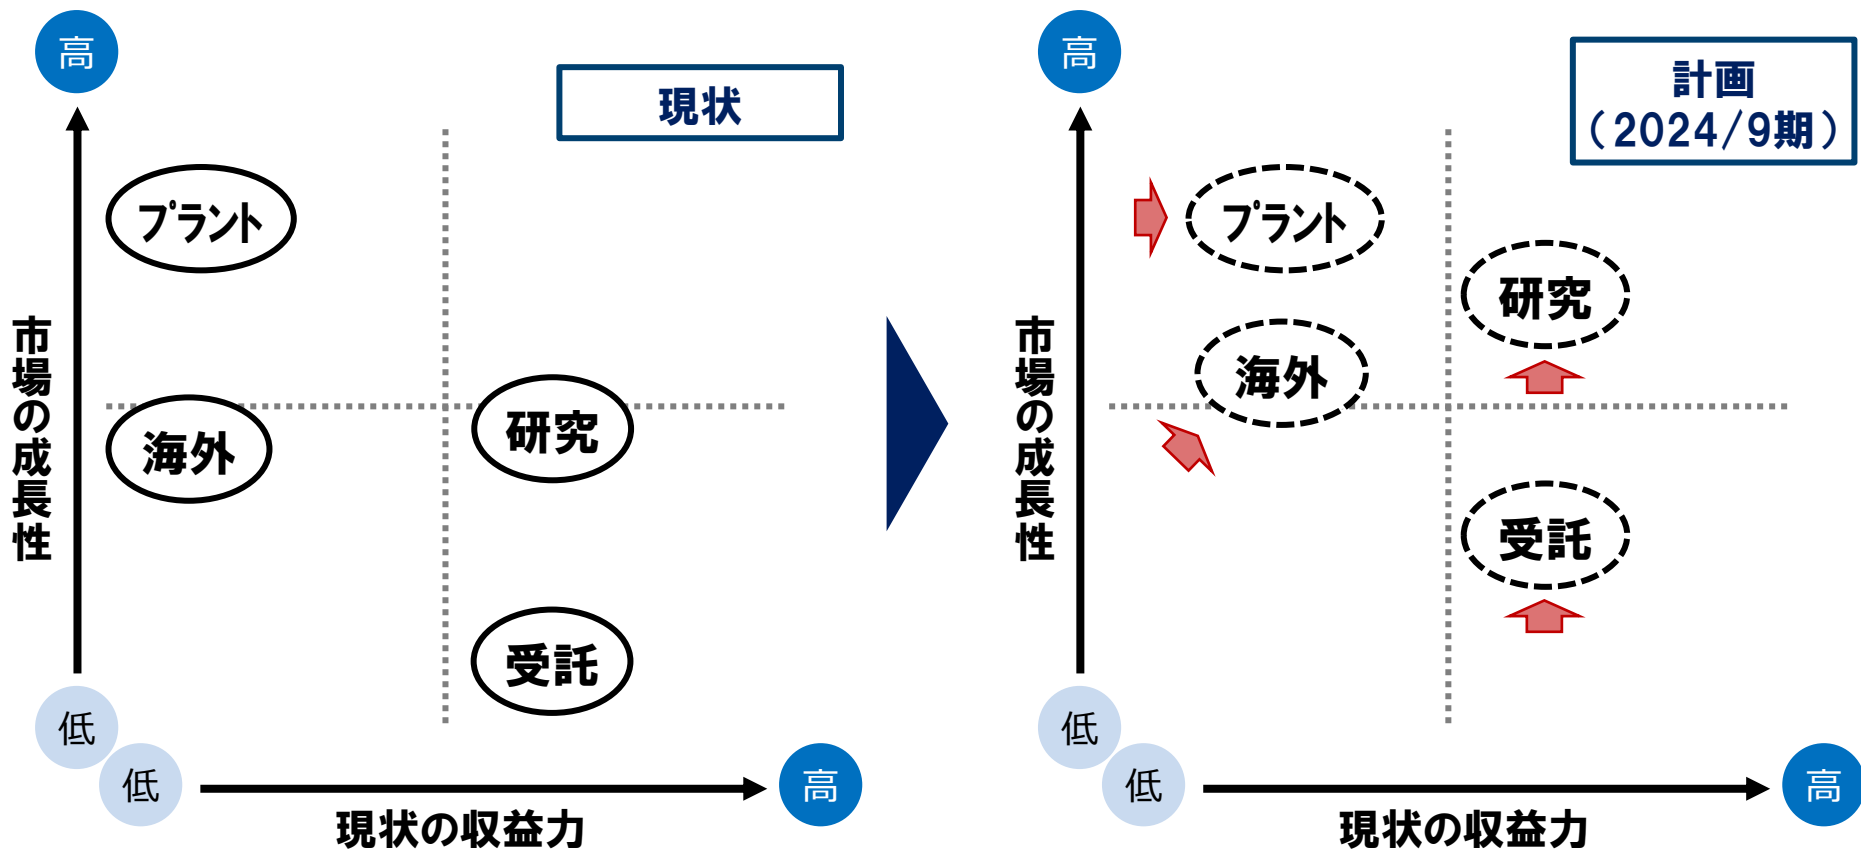 高
現状
プラント
市場の成長性
海外
研究
受託
低
低
高
現状の収益力
高
計画
（2024/9期）
プラント
研究
市場の成長性
海外
受託
低
低
高
現状の収益力